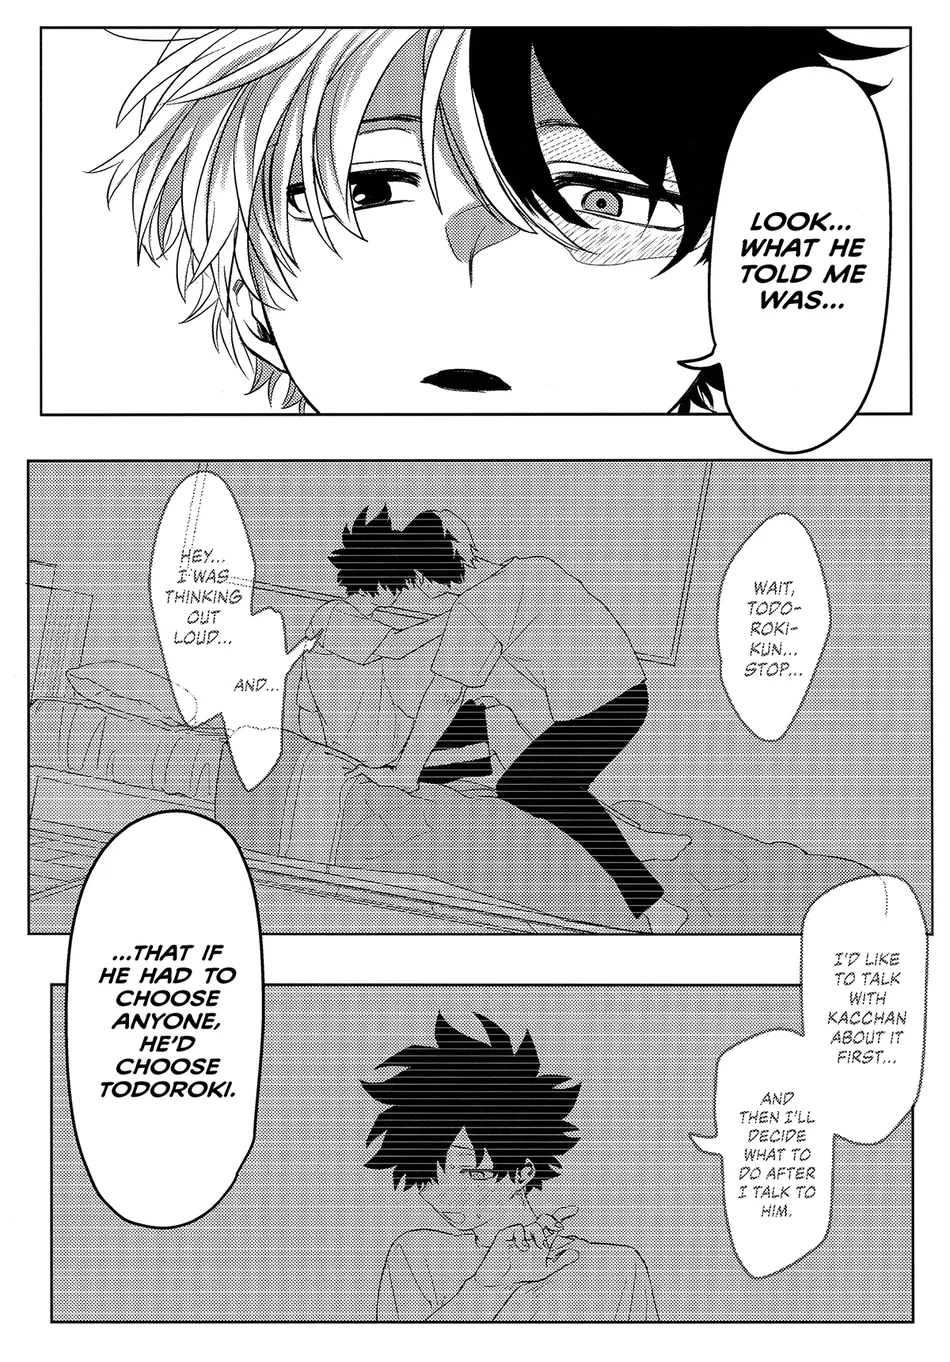 LOOK...
WHAT HE
TOLD ME
WAS...
WAIT,
TODO-
ROKI-
KUN...
STOP...
HEY...
I WAS
THINKING
OUT
LOUD...
AND...
I'D LIKE
TO TALK
WITH
KACCHAN
ABOUT IT
FIRST...
AND
THEN I'LL
DECIDE
WHAT TO
DO AFTER
I TALK TO
HIM.
...THAT IF
HE HAD TO
CHOOSE
ANYONE,
HE'D
CHOOSE
TODOROKI.